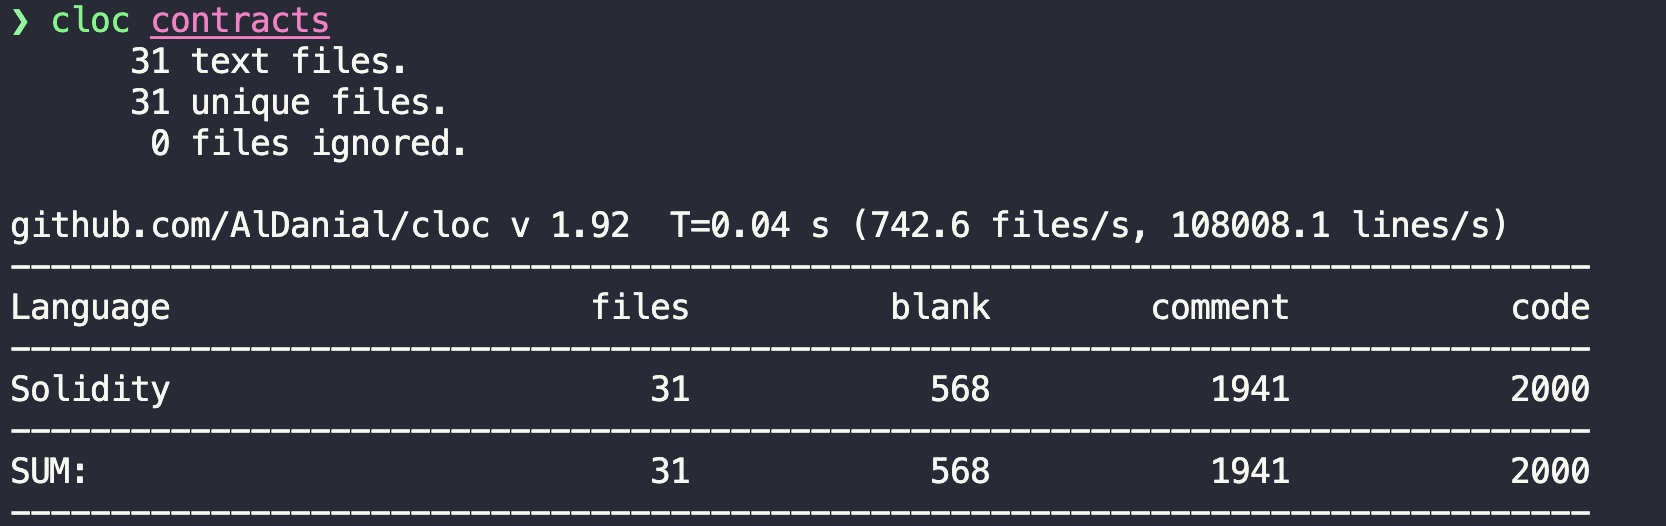 ❯ cloc contracts
      31 text files.
      31 unique files.
       0 files ignored.

github.com/AlDanial/cloc v 1.92  T=0.04 s (742.6 files/s, 108008.1 lines/s)
-------------------------------------------------------------------------------
Language                     files          blank        comment           code
-------------------------------------------------------------------------------
Solidity                        31            568           1941           2000
-------------------------------------------------------------------------------
SUM:                            31            568           1941           2000
-------------------------------------------------------------------------------